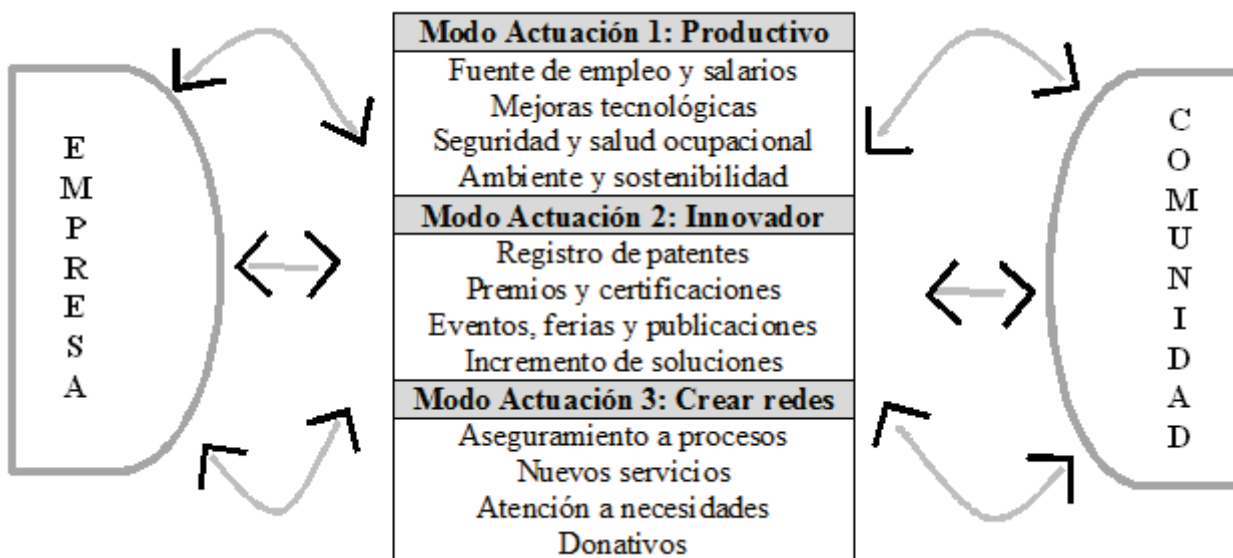 EMPRESA
Modo Actuación 1: Productivo
Fuente de empleo y salarios
Mejoras tecnológicas
Seguridad y salud ocupacional
Ambiente y sostenibilidad
Modo Actuación 2: Innovador
Registro de patentes
Premios y certificaciones
Eventos, ferias y publicaciones
Incremento de soluciones
Modo Actuación 3: Crear redes
Aseguramiento a procesos
Nuevos servicios
Atención a necesidades
Donativos
COMUNIDAD